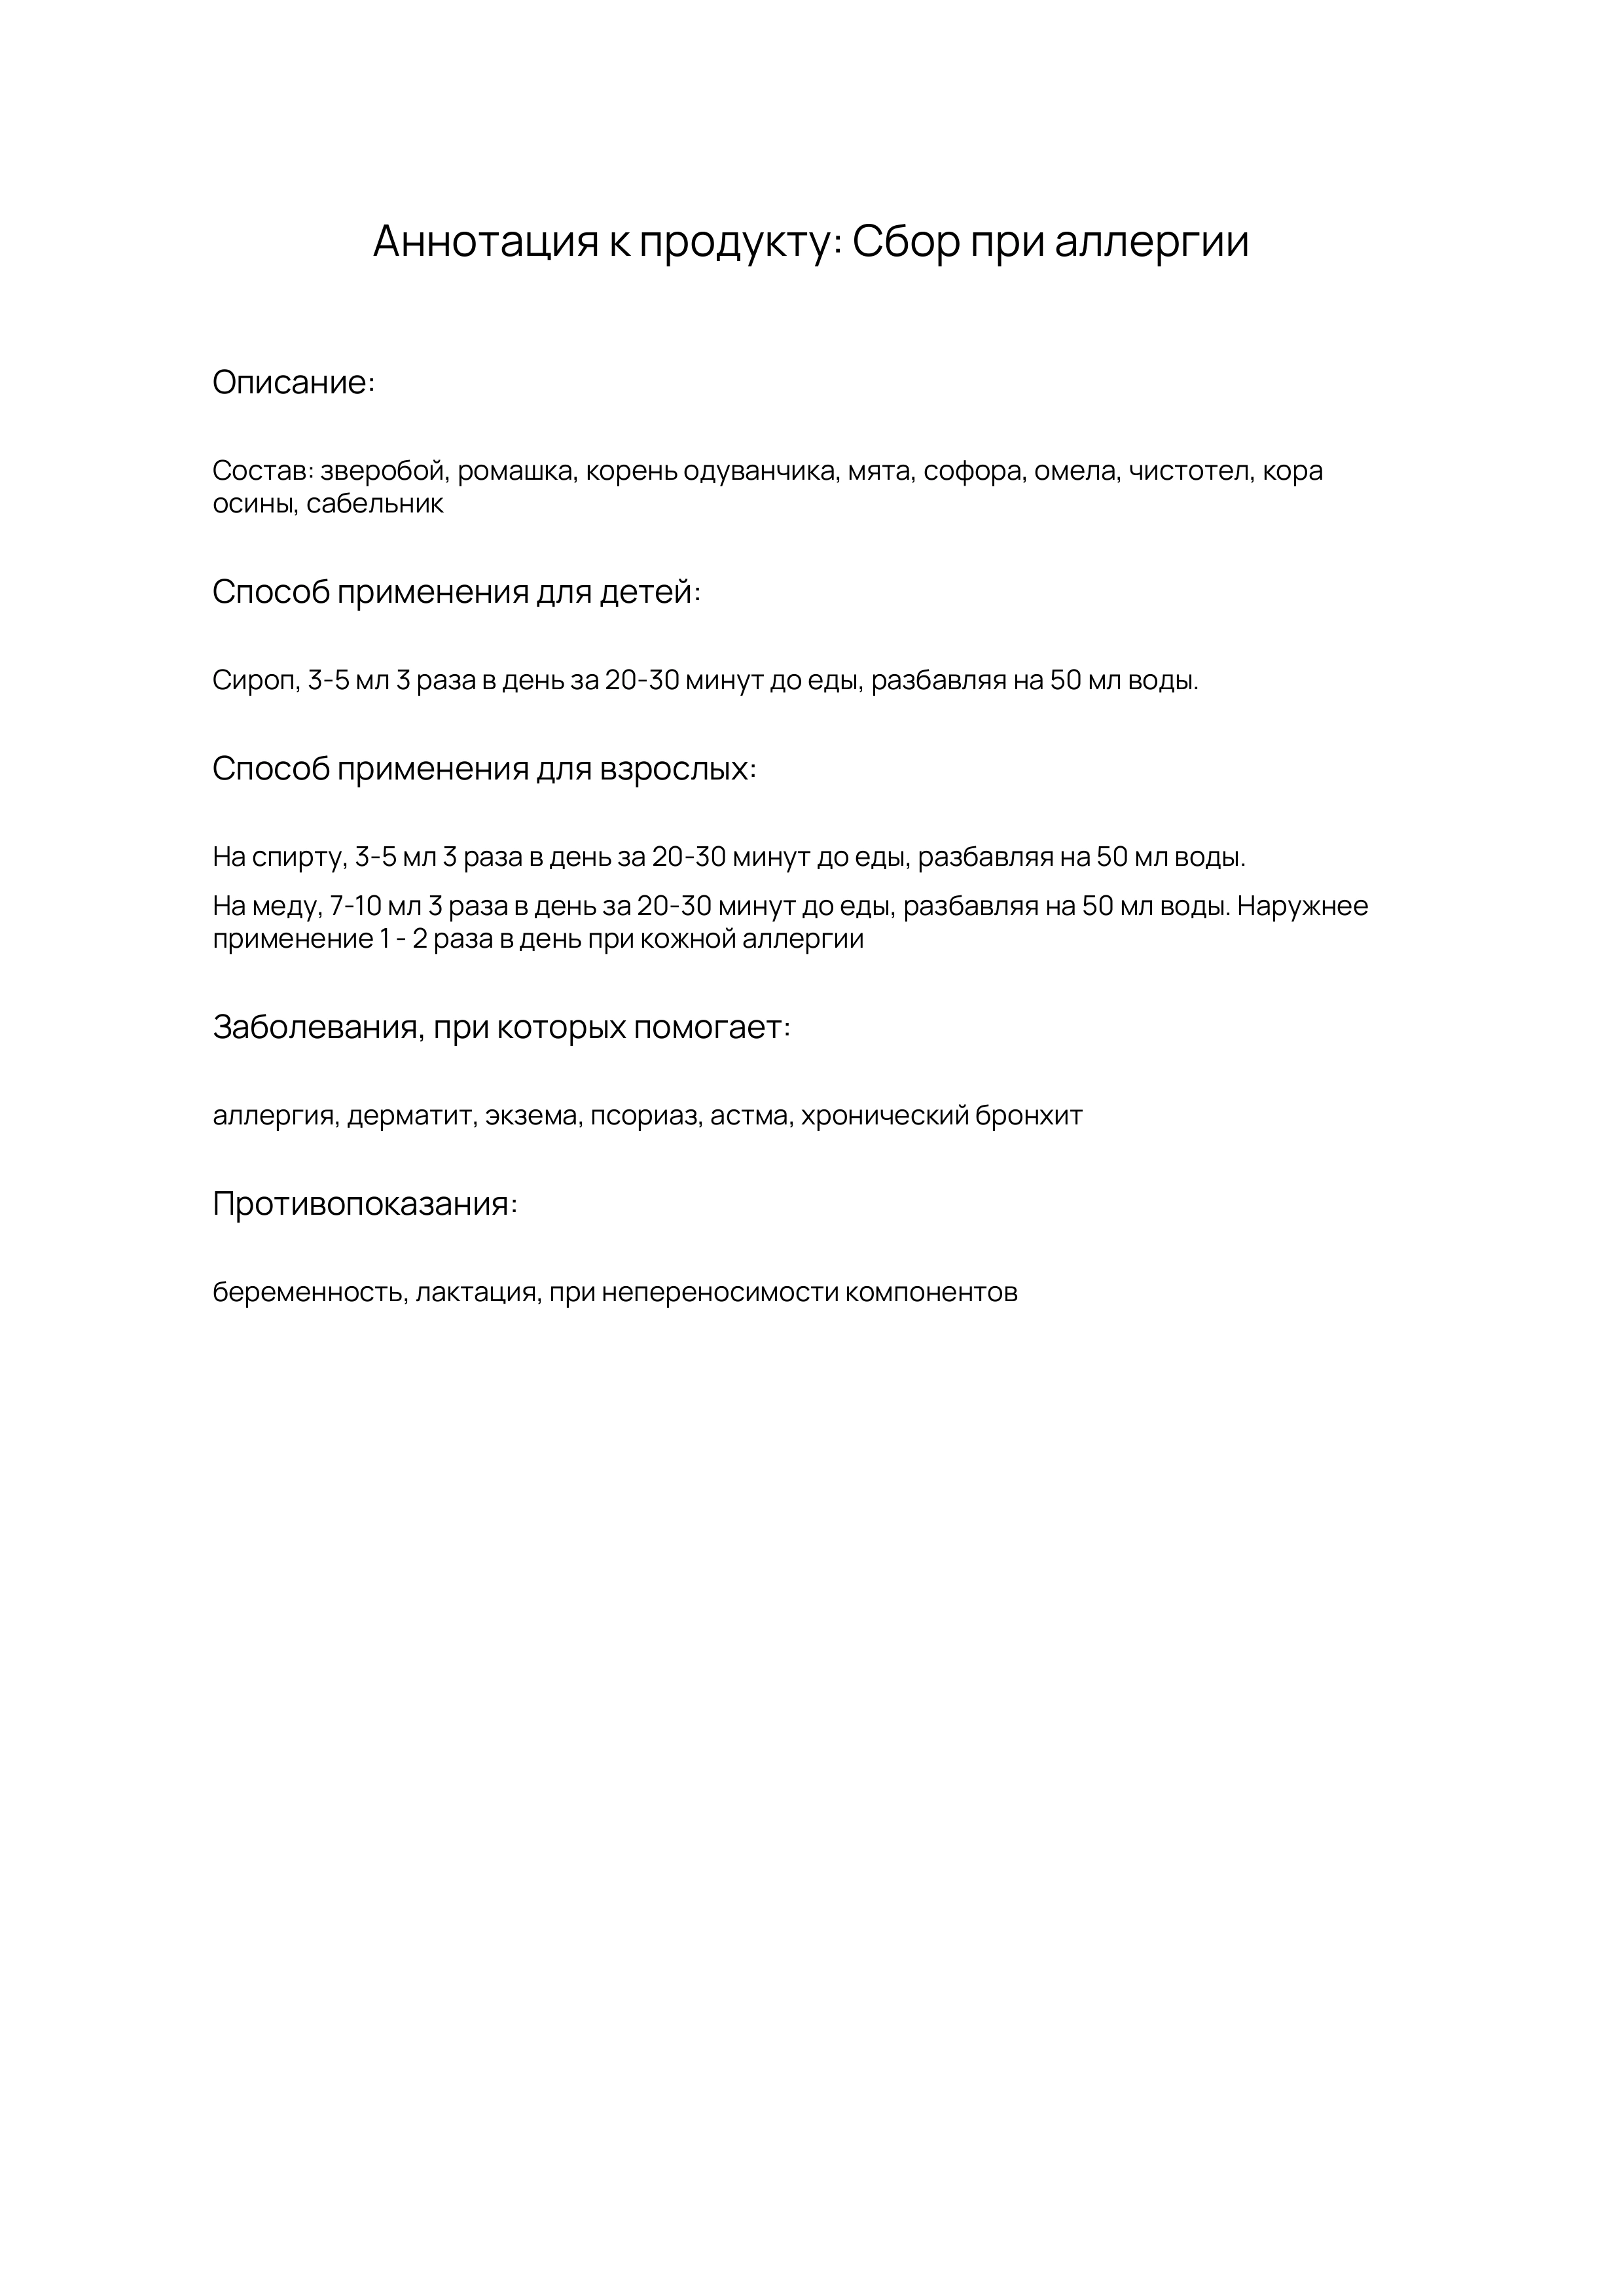 Аннотация к продукту: Сбор при аллергии
Описание:
Состав: зверобой, ромашка, корень одуванчика, мята, софора, омела, чистотел, кора
осины, сабельник
Способ применения для детей:
Сироп, 3-5 мл 3 раза в день за 20-30 минут до еды, разбавляя на 50 мл воды.
Способ применения для взрослых:
На спирту, 3-5 мл 3 раза в день за 20-30 минут до еды, разбавляя на 50 мл воды.
На меду, 7-10 мл 3 раза в день за 20-30 минут до еды, разбавляя на 50 мл воды. Наружнее
применение 1 - 2 раза в день при кожной аллергии
Заболевания, при которых помогает:
аллергия, дерматит, экзема, псориаз, астма, хронический бронхит
Противопоказания:
беременность, лактация, при непереносимости компонентов